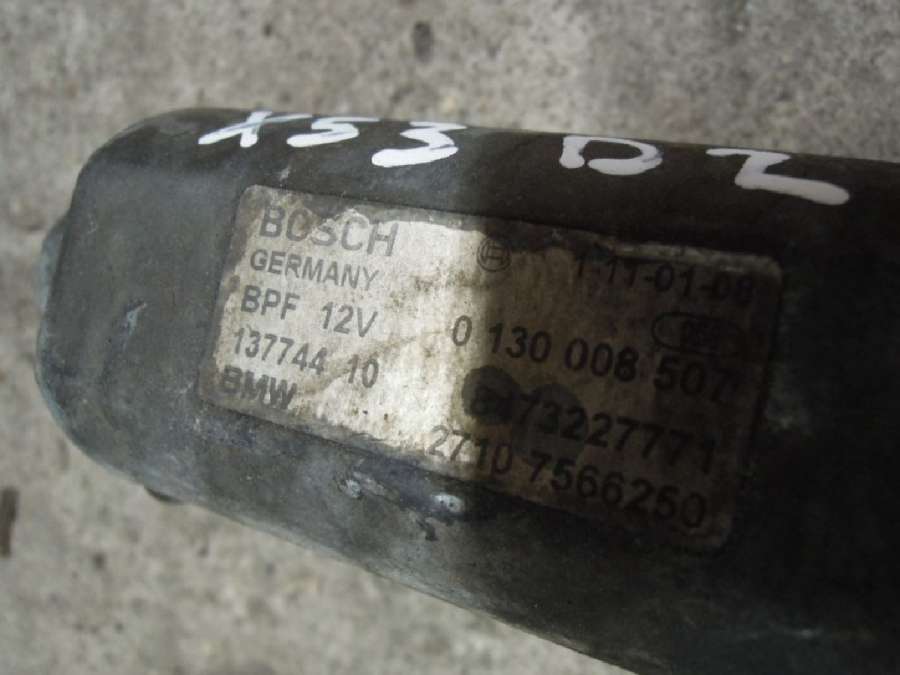 X53 DZ
BOSCH
GERMANY 1-11-01-08
BPF 12V 0 130 008 507
137744 10 73227771
BMW 2710 7566250